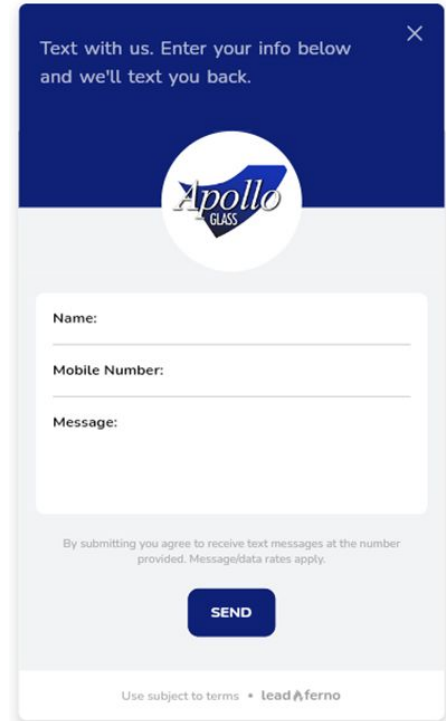 Text with us. Enter your info below
and we'll text you back.
Apollo
GLASS
Name:
Mobile Number:
Message:
By submitting you agree to receive text messages at the number
provided. Message/data rates apply.
SEND
Use subject to terms • leadferno